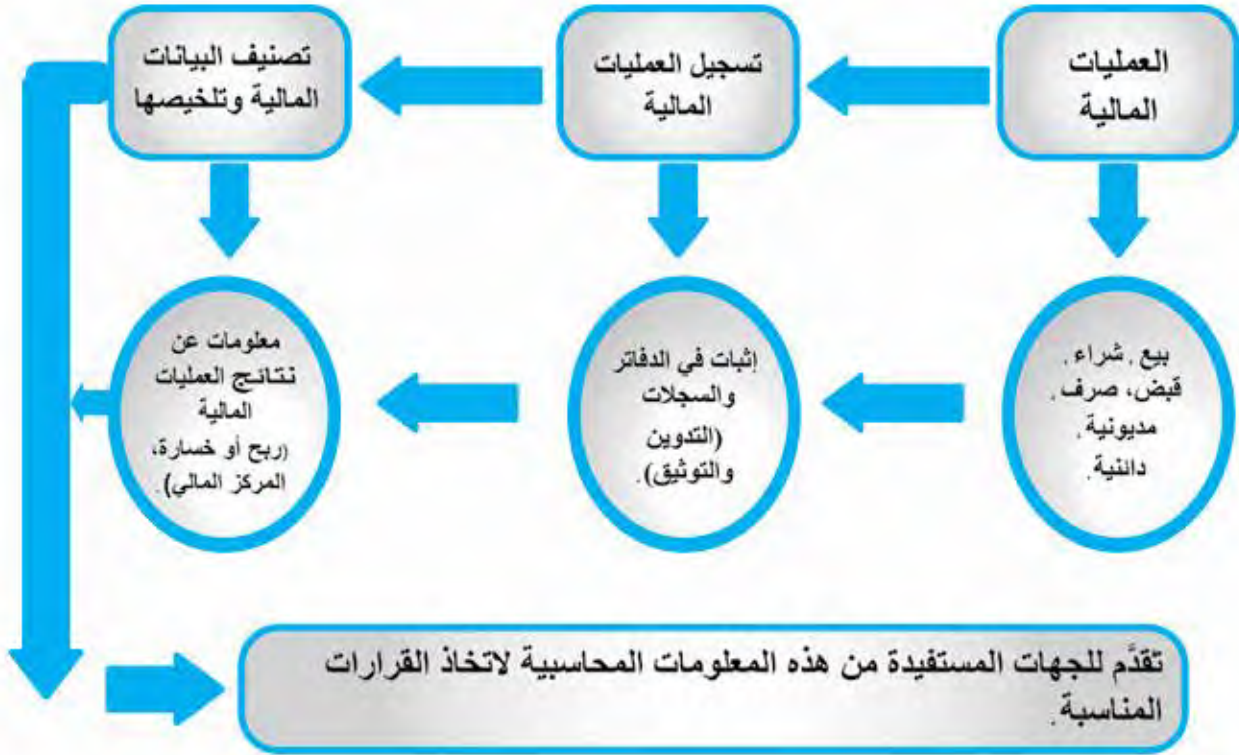 العمليات
المالية
تسجيل العمليات
المالية
تصنيف البيانات
المالية وتلخيصها
بيع , شراء ,
قبض، صرف ,
مديونية ,
دائنية .
إثبات في الدفاتر
والسجلات
(التدوين
والتوثيق).
معلومات عن
نتائج العمليات
المالية
(ربح أو خسارة،
المركز المالي).
تقدَّم للجهات المستفيدة من هذه المعلومات المحاسبية لاتخاذ القرارات
المناسبة .